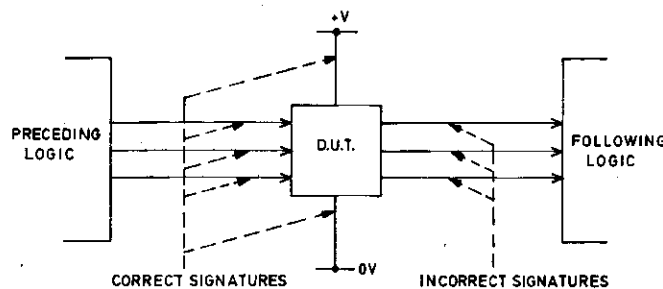 +V
PRECEDING
LOGIC
D.U.T.
FOLLOWING
LOGIC
0V
CORRECT SIGNATURES
INCORRECT SIGNATURES